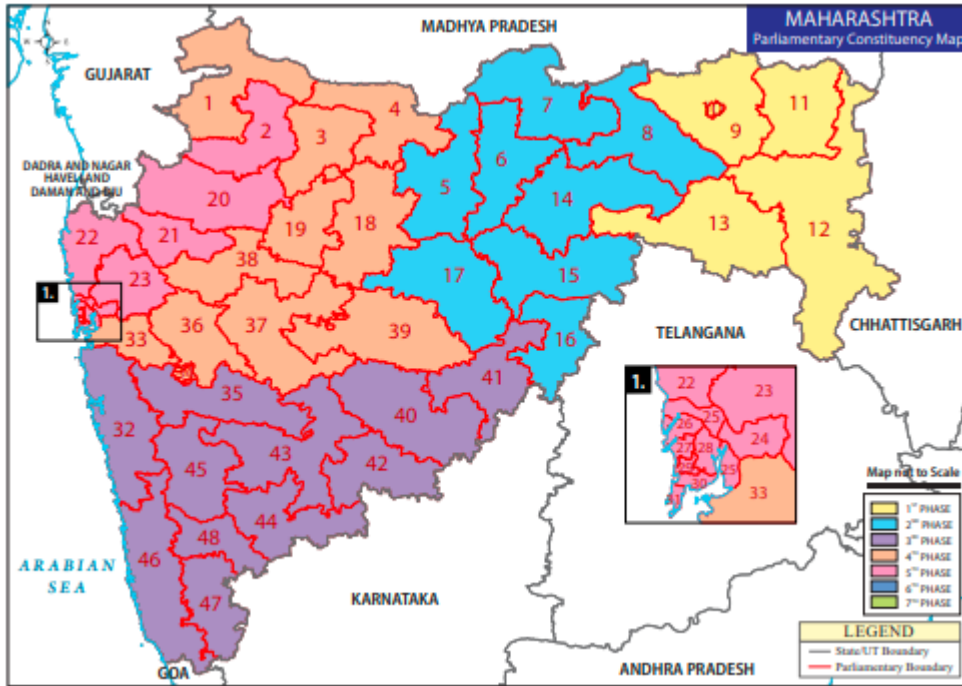 MAHARASHTRA
Parliamentary Constituency Map
MADHYA PRADESH
GUJARAT
DADRA AND NAGAR
HAVELI AND
DAMAN AND DIU
1
2
3
4
5
6
7
8
9
10
11
12
13
14
15
16
17
18
19
20
21
22
23
38
1.
1
33
36
37
39
TELANGANA
CHHATTISGARH
32
35
40
41
42
43
44
45
46
47
48
1.
22
23
24
25
26
27
28
25
30
31
33
Map not to Scale
1ST PHASE
2ND PHASE
3RD PHASE
4TH PHASE
5TH PHASE
6TH PHASE
7TH PHASE
ARABIAN
SEA
KARNATAKA
GOA
ANDHRA PRADESH
LEGEND
State/UT Boundary
Parliamentary Boundary